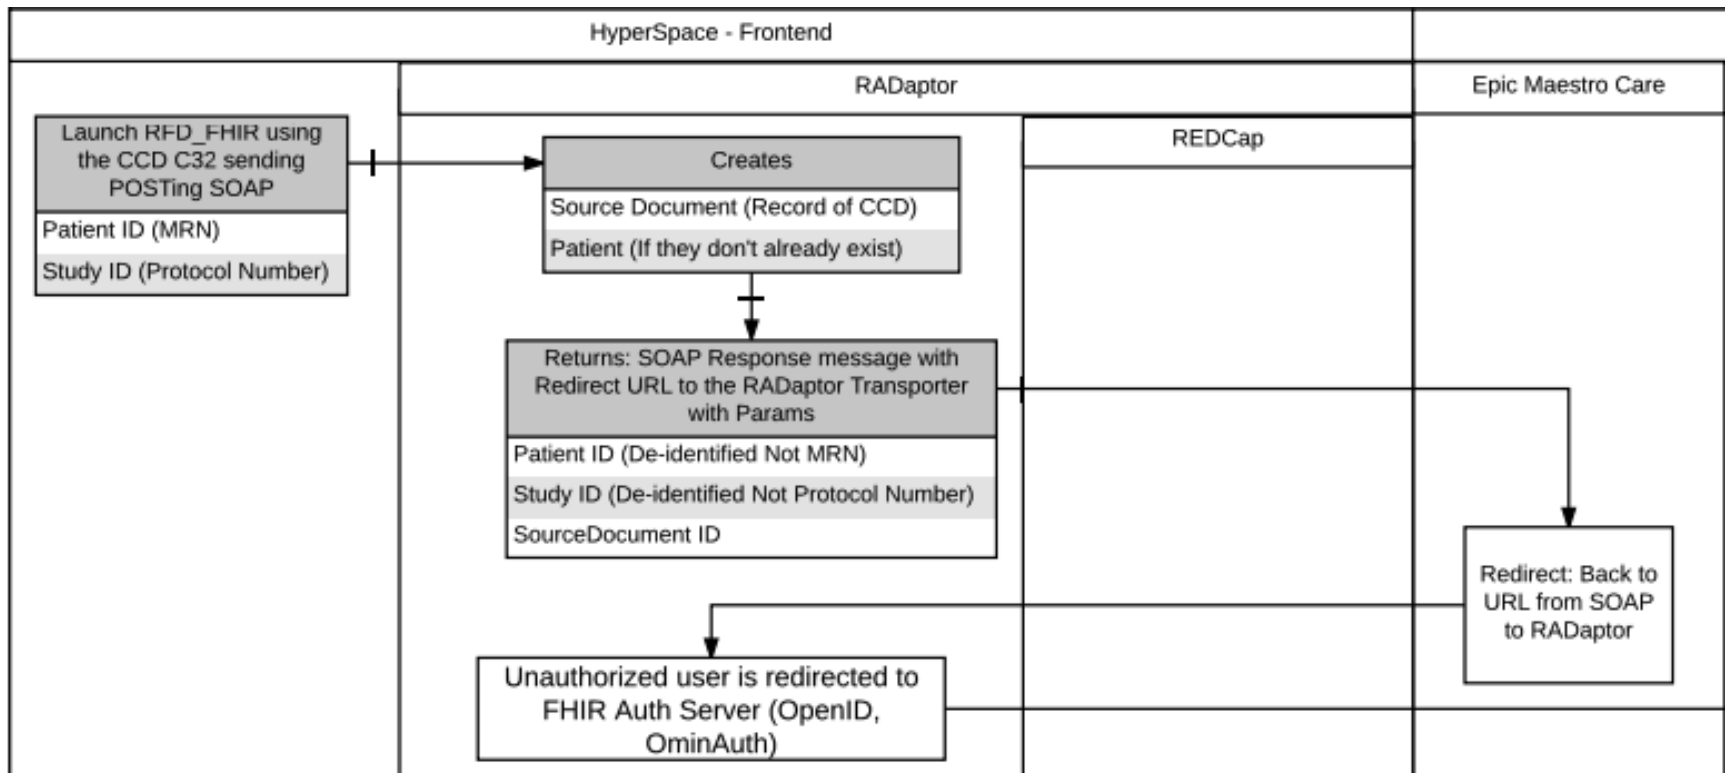 HyperSpace - Frontend
RADaptor
Epic Maestro Care
REDCap
Launch RFD_FHIR using
the CCD C32 sending
POSTing SOAP
Patient ID (MRN)
Study ID (Protocol Number)
Creates
Source Document (Record of CCD)
Patient (If they don't already exist)
Returns: SOAP Response message with
Redirect URL to the RADaptor Transporter
with Params
Patient ID (De-identified Not MRN)
Study ID (De-identified Not Protocol Number)
SourceDocument ID
Redirect: Back to
URL from SOAP
to RADaptor
Unauthorized user is redirected to
FHIR Auth Server (OpenID,
OminAuth)